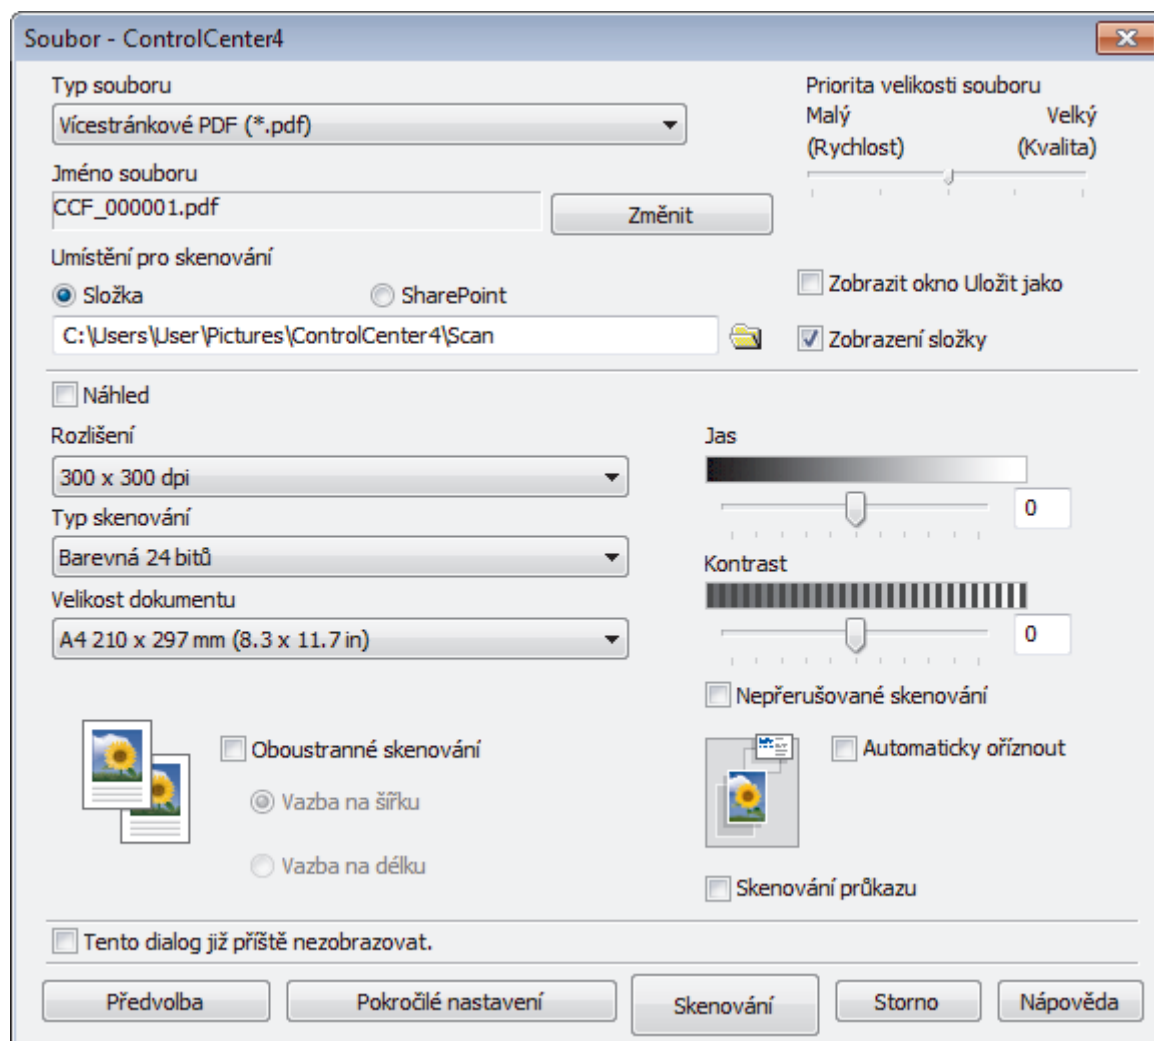 Soubor - ControlCenter4
Typ souboru
Vícestránkové PDF (*.pdf)
Priorita velikosti souboru
Malý Velký
(Rychlost) (Kvalita)
Jméno souboru
CCF_000001.pdf
Změnit
Umístění pro skenování
Složka SharePoint
C:\Users\User\Pictures\ControlCenter4\Scan
Zobrazit okno Uložit jako
Zobrazení složky
Náhled
Rozlišení
300 x 300 dpi
Typ skenování
Barevná 24 bitů
Velikost dokumentu
A4 210 x 297 mm (8.3 x 11.7 in)
Jas
0
Kontrast
0
Nepřerušované skenování
Oboustranné skenování
Vazba na šířku
Vazba na délku
Automaticky oříznout
Skenování průkazu
Tento dialog již příště nezobrazovat.
Předvolba Pokročilé nastavení Skenování Storno Nápověda